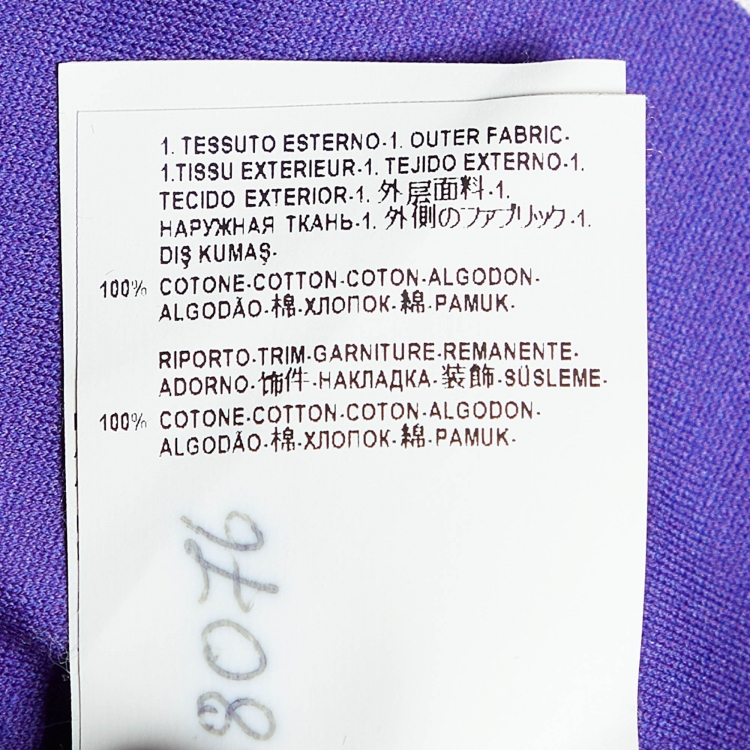 1. TESSUTO ESTERNO-1. OUTER FABRIC-
1.TISSU EXTERIEUR-1. TEJIDO EXTERNO-1.
TECIDO EXTERIOR-1. 外层面料-1.
НАРУЖНАЯ ТКАНЬ-1. 外側のファブリック-1.
DIŞ KUMAŞ-
100% COTONE-COTTON-COTON-ALGODON-
ALGODÃO-棉-ХЛОПОК-綿-PAMUK-
RIPORTO-TRIM-GARNITURE-REMANENTE-
ADORNO-饰件-НАКЛАДКА-装飾-SÜSLEME-
100% COTONE-COTTON-COTON-ALGODON-
ALGODÃO-棉-ХЛОПОК-綿-PAMUK-
8076